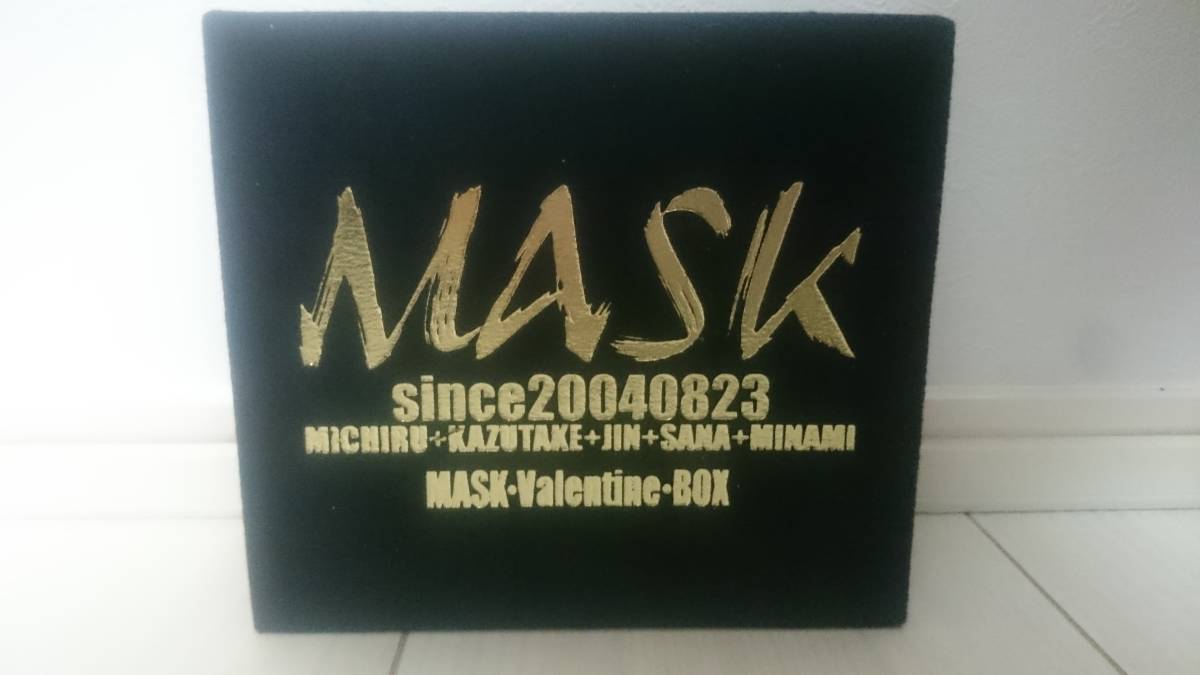 MASK
since20040823
MICHIRU+KAZUTAKE+JIN+SANA+MINAMI
MASK・Valentine・BOX